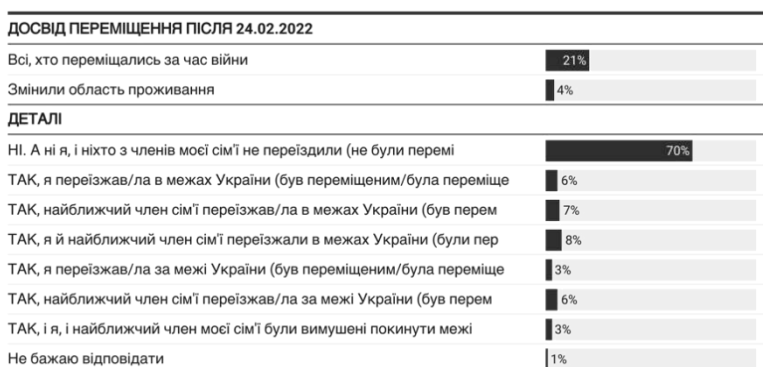 ДОСВІД ПЕРЕМІЩЕННЯ ПІСЛЯ 24.02.2022
Всі, хто переміщались за час війни 21%
Змінили область проживання 4%
ДЕТАЛІ
НІ. А ні я, і ніхто з членів моєї сім'ї не переїздили (не були перемі 70%
ТАК, я переїзжав/ла в межах України (був переміщеним/була переміще 6%
ТАК, найближчий член сім'ї переїзжав/ла в межах України (був перем 7%
ТАК, я й найближчий член сім'ї переїзжали в межах України (були пер 8%
ТАК, я переїзжав/ла за межі України (був переміщеним/була переміще 3%
ТАК, найближчий член сім'ї переїзжав/ла за межі України (був перем 6%
ТАК, і я, і найближчий член моєї сім'ї були вимушені покинути межі 3%
Не бажаю відповідати 1%